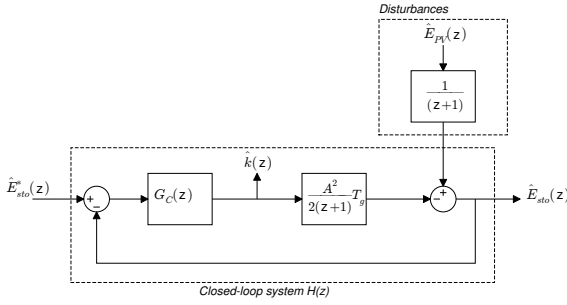 Disturbances
Ê_PV(z)
1
(z+1)
k̂(z)
Ê*_sto(z)
+
−
G_C(z)
A²
2(z+1)
T_g
−
+
Ê_sto(z)
Closed-loop system H(z)